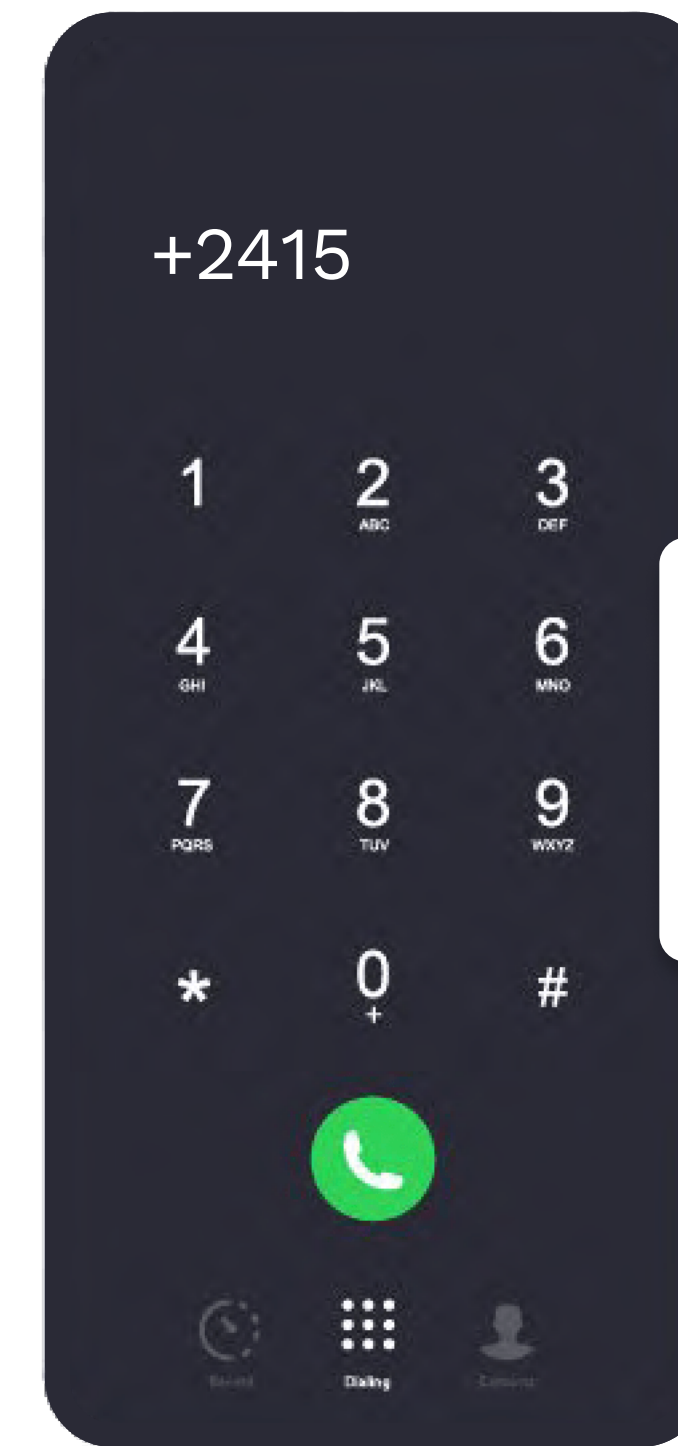 +2415
1 2 3
ABC DEF
4 5 6
GHI JKL MNO
7 8 9
PQRS TUV WXYZ
* 0 #
+
Dialing